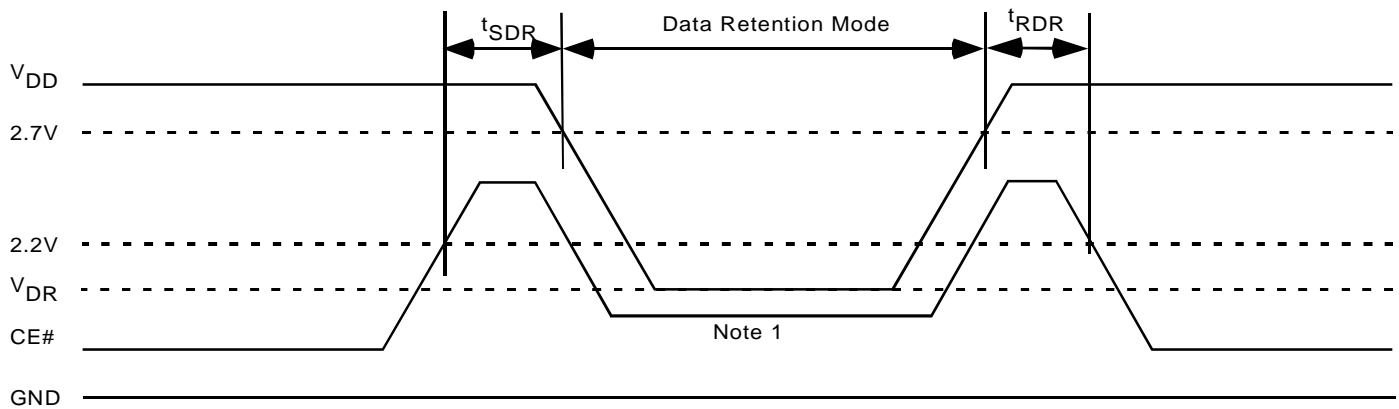 tSDR
Data Retention Mode
tRDR
VDD
2.7V
2.2V
VDR
Note 1
CE#
GND